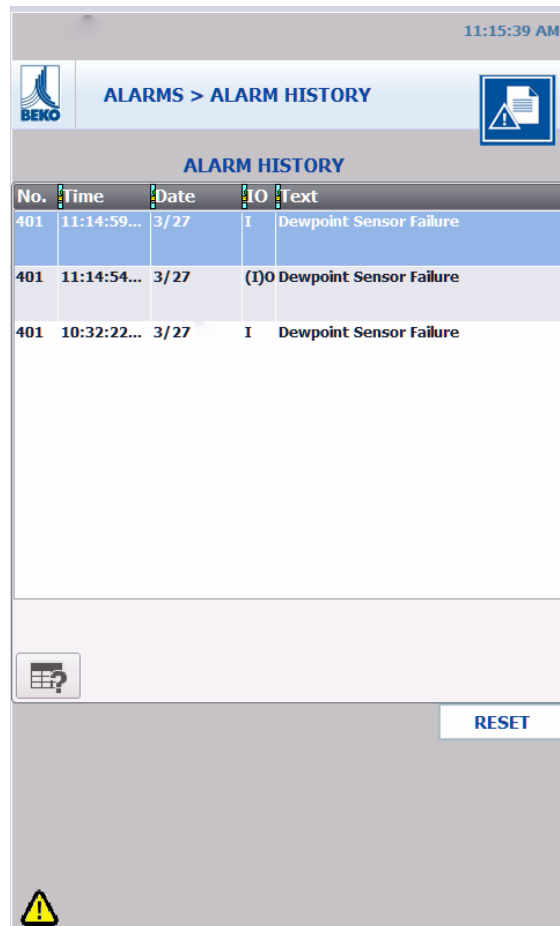 11:15:39 AM
BEKO
ALARMS > ALARM HISTORY
ALARM HISTORY
No. Time Date IO Text
401 11:14:59... 3/27 I Dewpoint Sensor Failure
401 11:14:54... 3/27 (I)O Dewpoint Sensor Failure
401 10:32:22... 3/27 I Dewpoint Sensor Failure
?
RESET
!